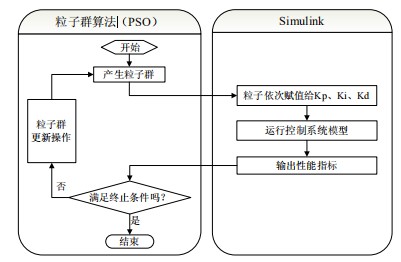 粒子群算法（PSO）
Simulink
开始
产生粒子群
粒子依次赋值给Kp、Ki、Kd
粒子群
更新操作
运行控制系统模型
输出性能指标
否
满足终止条件吗?
是
结束